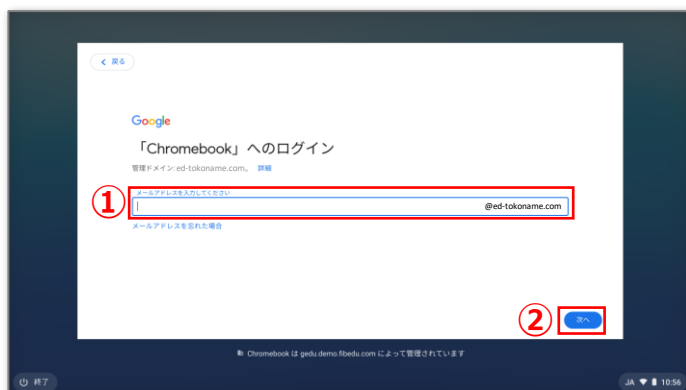 戻る
Google
「Chromebook」へのログイン
管理ドメイン: ed-tokoname.com。 詳細
①
メールアドレスを入力してください
@ed-tokoname.com
メールアドレスを忘れた場合
②
次へ
Chromebook は gedu.demo.fibedu.com によって管理されています
終了
JA 10:56